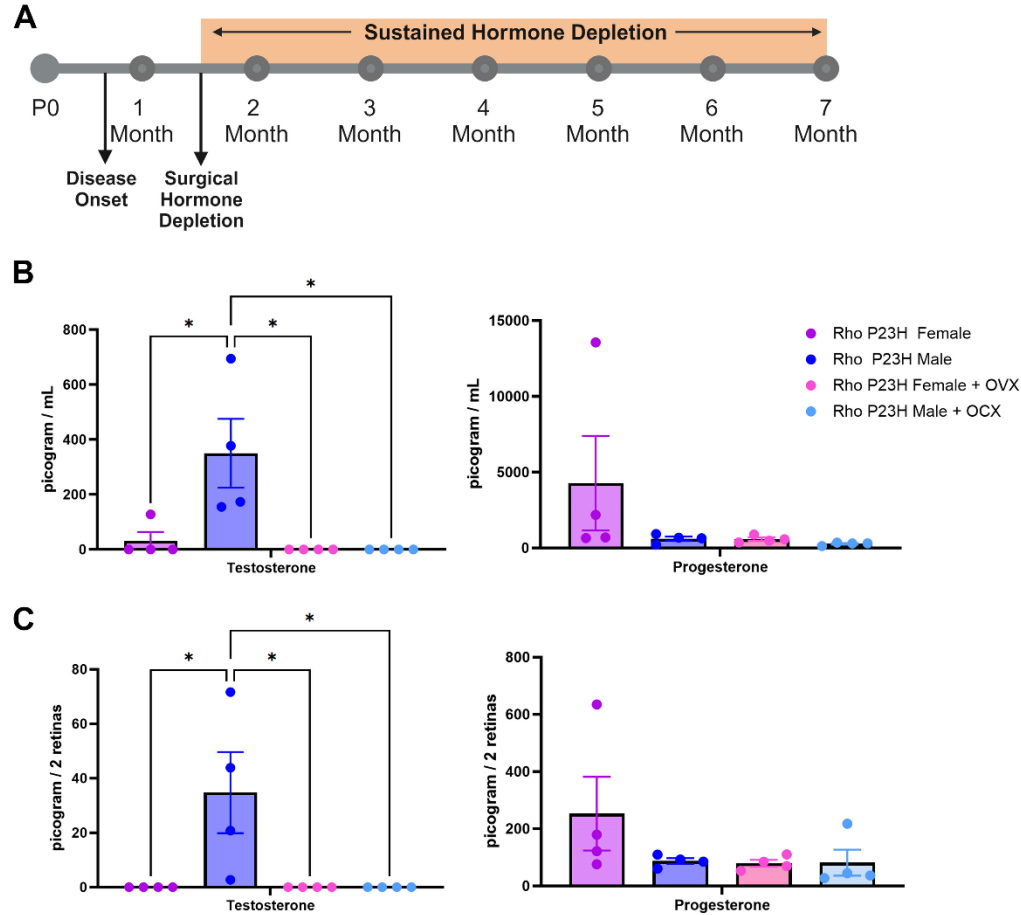 A
Sustained Hormone Depletion
P0
1
Month
2
Month
3
Month
4
Month
5
Month
6
Month
7
Month
Disease
Onset
Surgical
Hormone
Depletion
B
picogram / mL
800
600
400
200
0
*
*
*
Testosterone
picogram / mL
15000
10000
5000
0
Progesterone
Rho P23H Female
Rho P23H Male
Rho P23H Female + OVX
Rho P23H Male + OCX
C
picogram / 2 retinas
80
60
40
20
0
*
*
*
Testosterone
picogram / 2 retinas
800
600
400
200
0
Progesterone